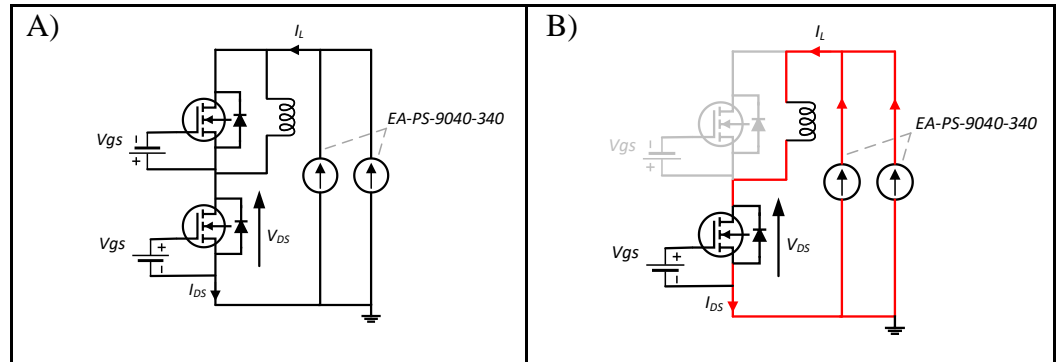 A)
I_L
Vgs
-
+
EA-PS-9040-340
Vgs
+
-
V_DS
I_DS
B)
I_L
Vgs
-
+
EA-PS-9040-340
Vgs
+
-
V_DS
I_DS